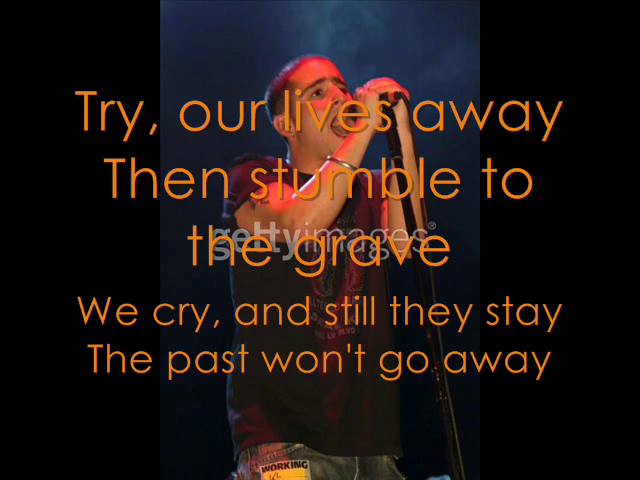 Try, our lives away
Then stumble to
gettyimages®
the grave
We cry, and still they stay
The past won't go away
WORKING